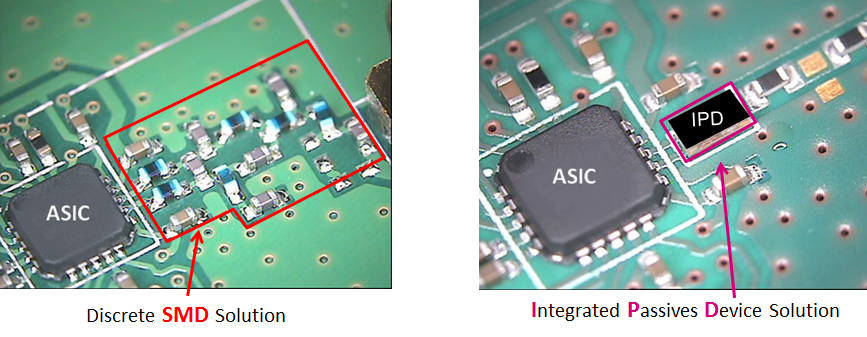 ASIC
Discrete SMD Solution
IPD
ASIC
Integrated Passives Device Solution